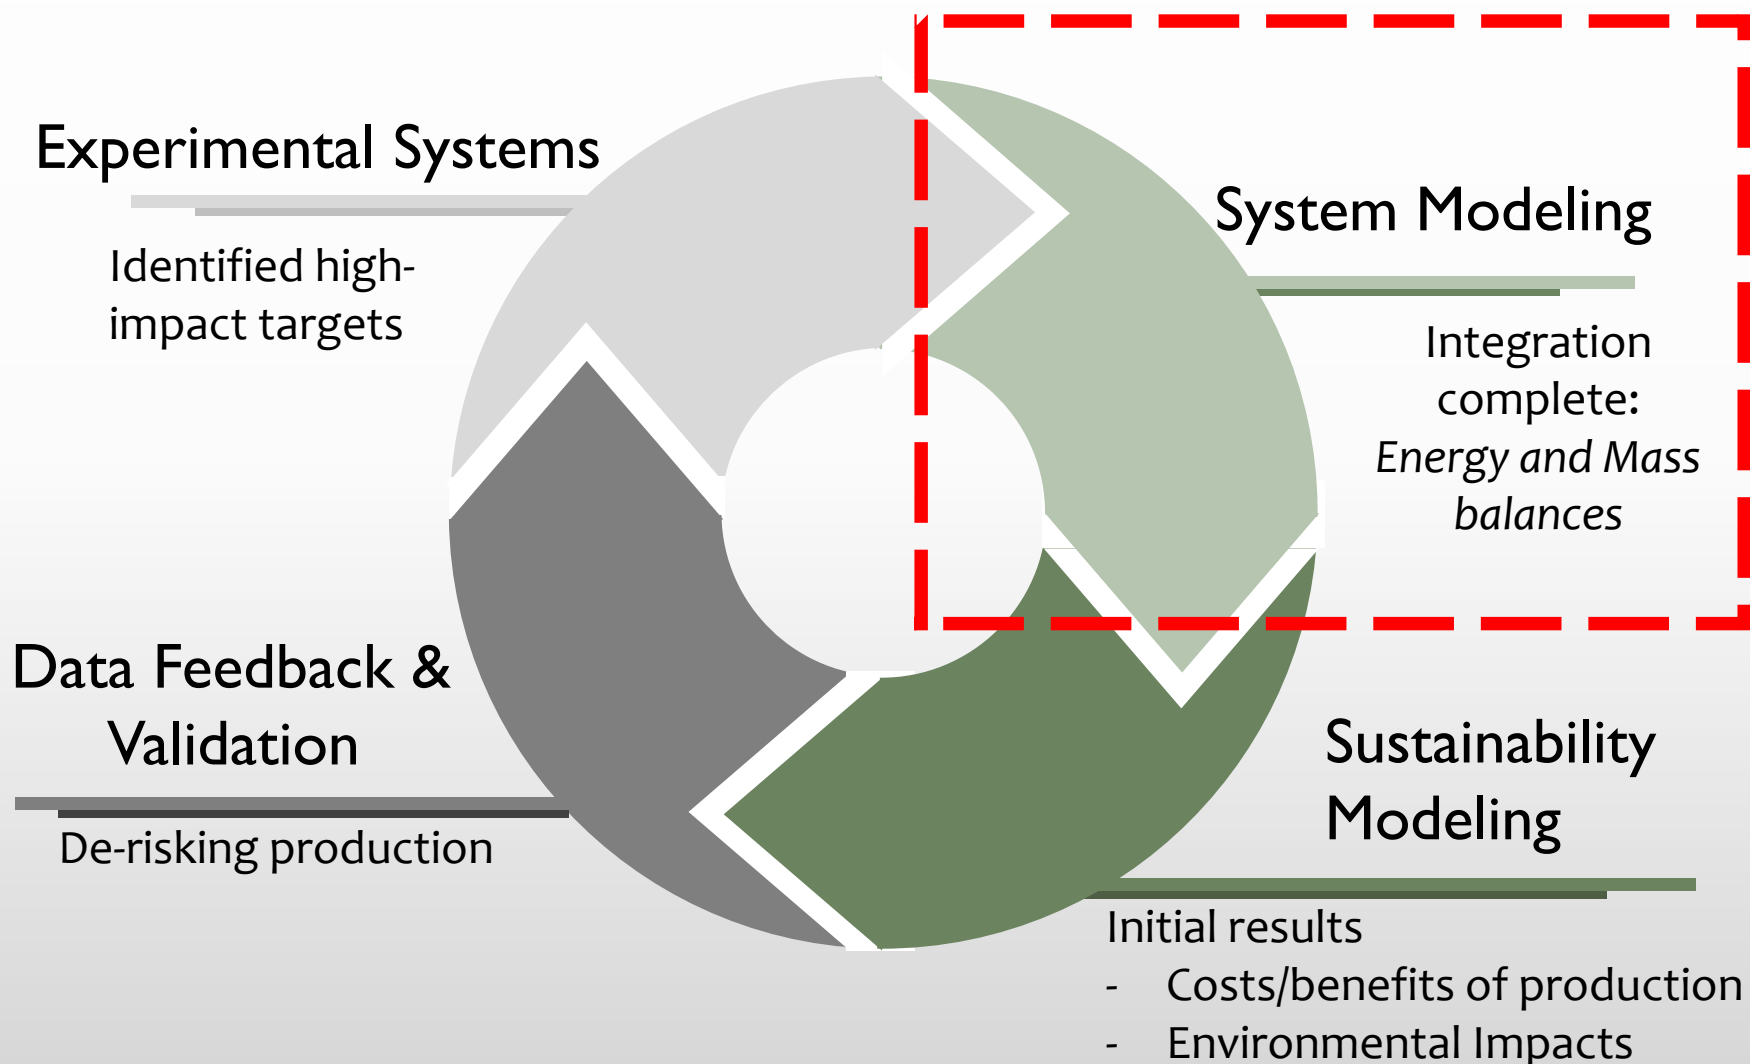 Experimental Systems
Identified high-
impact targets
System Modeling
Integration
complete:
Energy and Mass
balances
Data Feedback &
Validation
De-risking production
Sustainability
Modeling
Initial results
- Costs/benefits of production
- Environmental Impacts